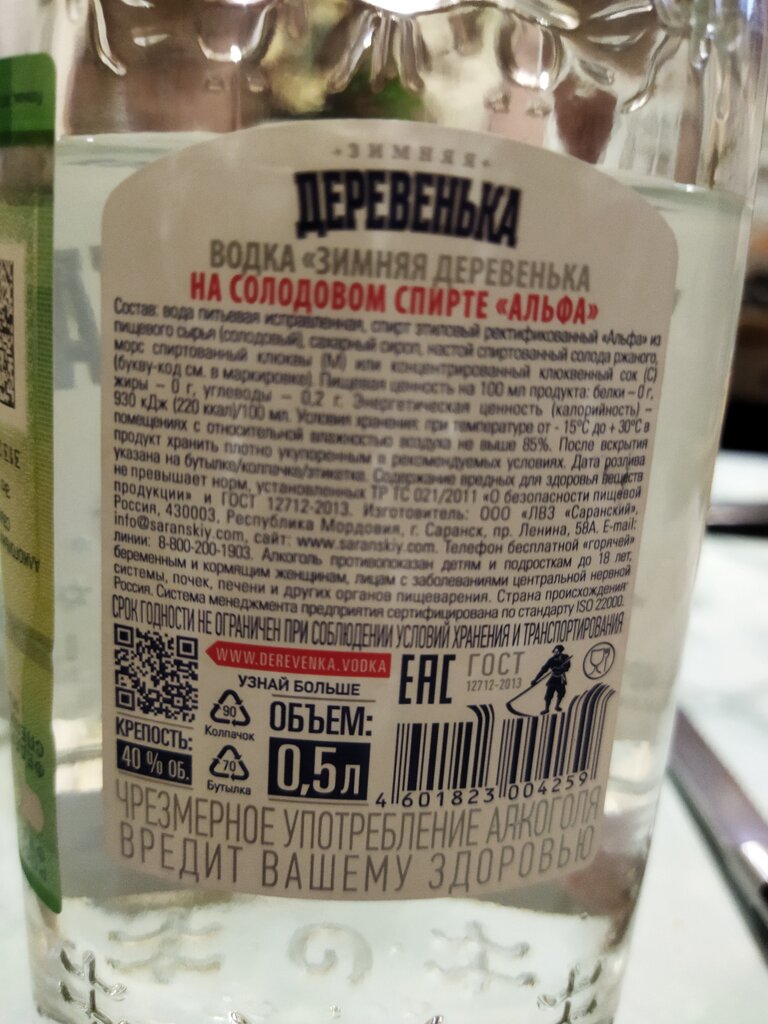 ЗИМНЯЯ
ДЕРЕВЕНЬКА
ВОДКА «ЗИМНЯЯ ДЕРЕВЕНЬКА
НА СОЛОДОВОМ СПИРТЕ «АЛЬФА»
Состав: вода питьевая исправленная, спирт этиловый ректификованный «Альфа» из
пищевого сырья (солодовый), сахарный сироп, настой спиртованный солода ржаного,
морс спиртованный клюквы (М) или концентрированный клюквенный сок (С)
(букву-код см. в маркировке). Пищевая ценность на 100 мл продукта: белки – 0 г,
жиры – 0 г, углеводы – 0,2 г. Энергетическая ценность (калорийность) –
930 кДж (220 ккал)/100 мл. Условия хранения: при температуре от - 15°С до + 30°С в
помещениях с относительной влажностью воздуха не выше 85%. После вскрытия
продукт хранить плотно укупоренным в рекомендуемых условиях. Дата розлива
указана на бутылке/колпачке/этикетке. Содержание вредных для здоровья веществ
не превышает норм, установленных ТР ТС 021/2011 «О безопасности пищевой
продукции» и ГОСТ 12712-2013. Изготовитель: ООО «ЛВЗ «Саранский»,
Россия, 430003, Республика Мордовия, г. Саранск, пр. Ленина, 58А. E-mail:
info@saranskiy.com, сайт: www.saranskiy.com. Телефон бесплатной «горячей»
линии: 8-800-200-1903. Алкоголь противопоказан детям и подросткам до 18 лет,
беременным и кормящим женщинам, лицам с заболеваниями центральной нервной
системы, почек, печени и других органов пищеварения. Страна происхождения:
Россия. Система менеджмента предприятия сертифицирована по стандарту ISO 22000.
СРОК ГОДНОСТИ НЕ ОГРАНИЧЕН ПРИ СОБЛЮДЕНИИ УСЛОВИЙ ХРАНЕНИЯ И ТРАНСПОРТИРОВАНИЯ
WWW.DEREVENKA.VODKA
УЗНАЙ БОЛЬШЕ
EAC
ГОСТ
12712-2013
90
Колпачок
70
Бутылка
КРЕПОСТЬ:
40 % ОБ.
ОБЪЕМ:
0,5л
4 601823 004259
ЧРЕЗМЕРНОЕ УПОТРЕБЛЕНИЕ АЛКОГОЛЯ
ВРЕДИТ ВАШЕМУ ЗДОРОВЬЮ